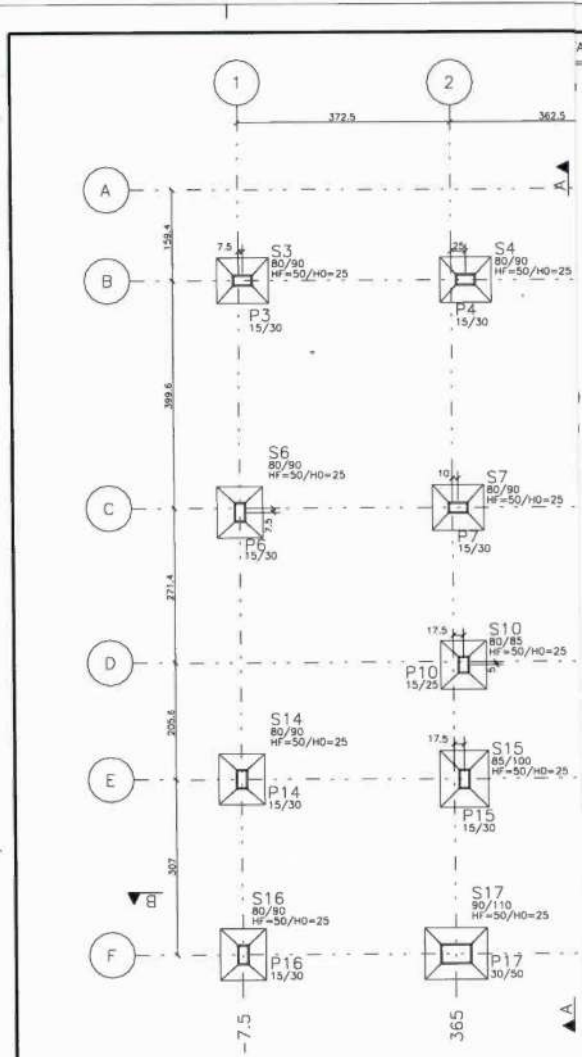 1
2
372.5
362.5
A
A
159.4
7.5
S3
80/90
HF=50/H0=25
25
S4
80/90
HF=50/H0=25
B
P3
15/30
P4
15/30
399.6
S6
80/90
HF=50/H0=25
10
S7
80/90
HF=50/H0=25
C
7.5
P6
15/30
P7
15/30
271.4
17.5
S10
80/85
HF=50/H0=25
D
P10
15/25
5
205.6
S14
80/90
HF=50/H0=25
17.5
S15
85/100
HF=50/H0=25
E
P14
15/30
P15
15/30
307
B
S16
80/90
HF=50/H0=25
S17
90/110
HF=50/H0=25
F
P16
15/30
P17
30/50
-7.5
365
A